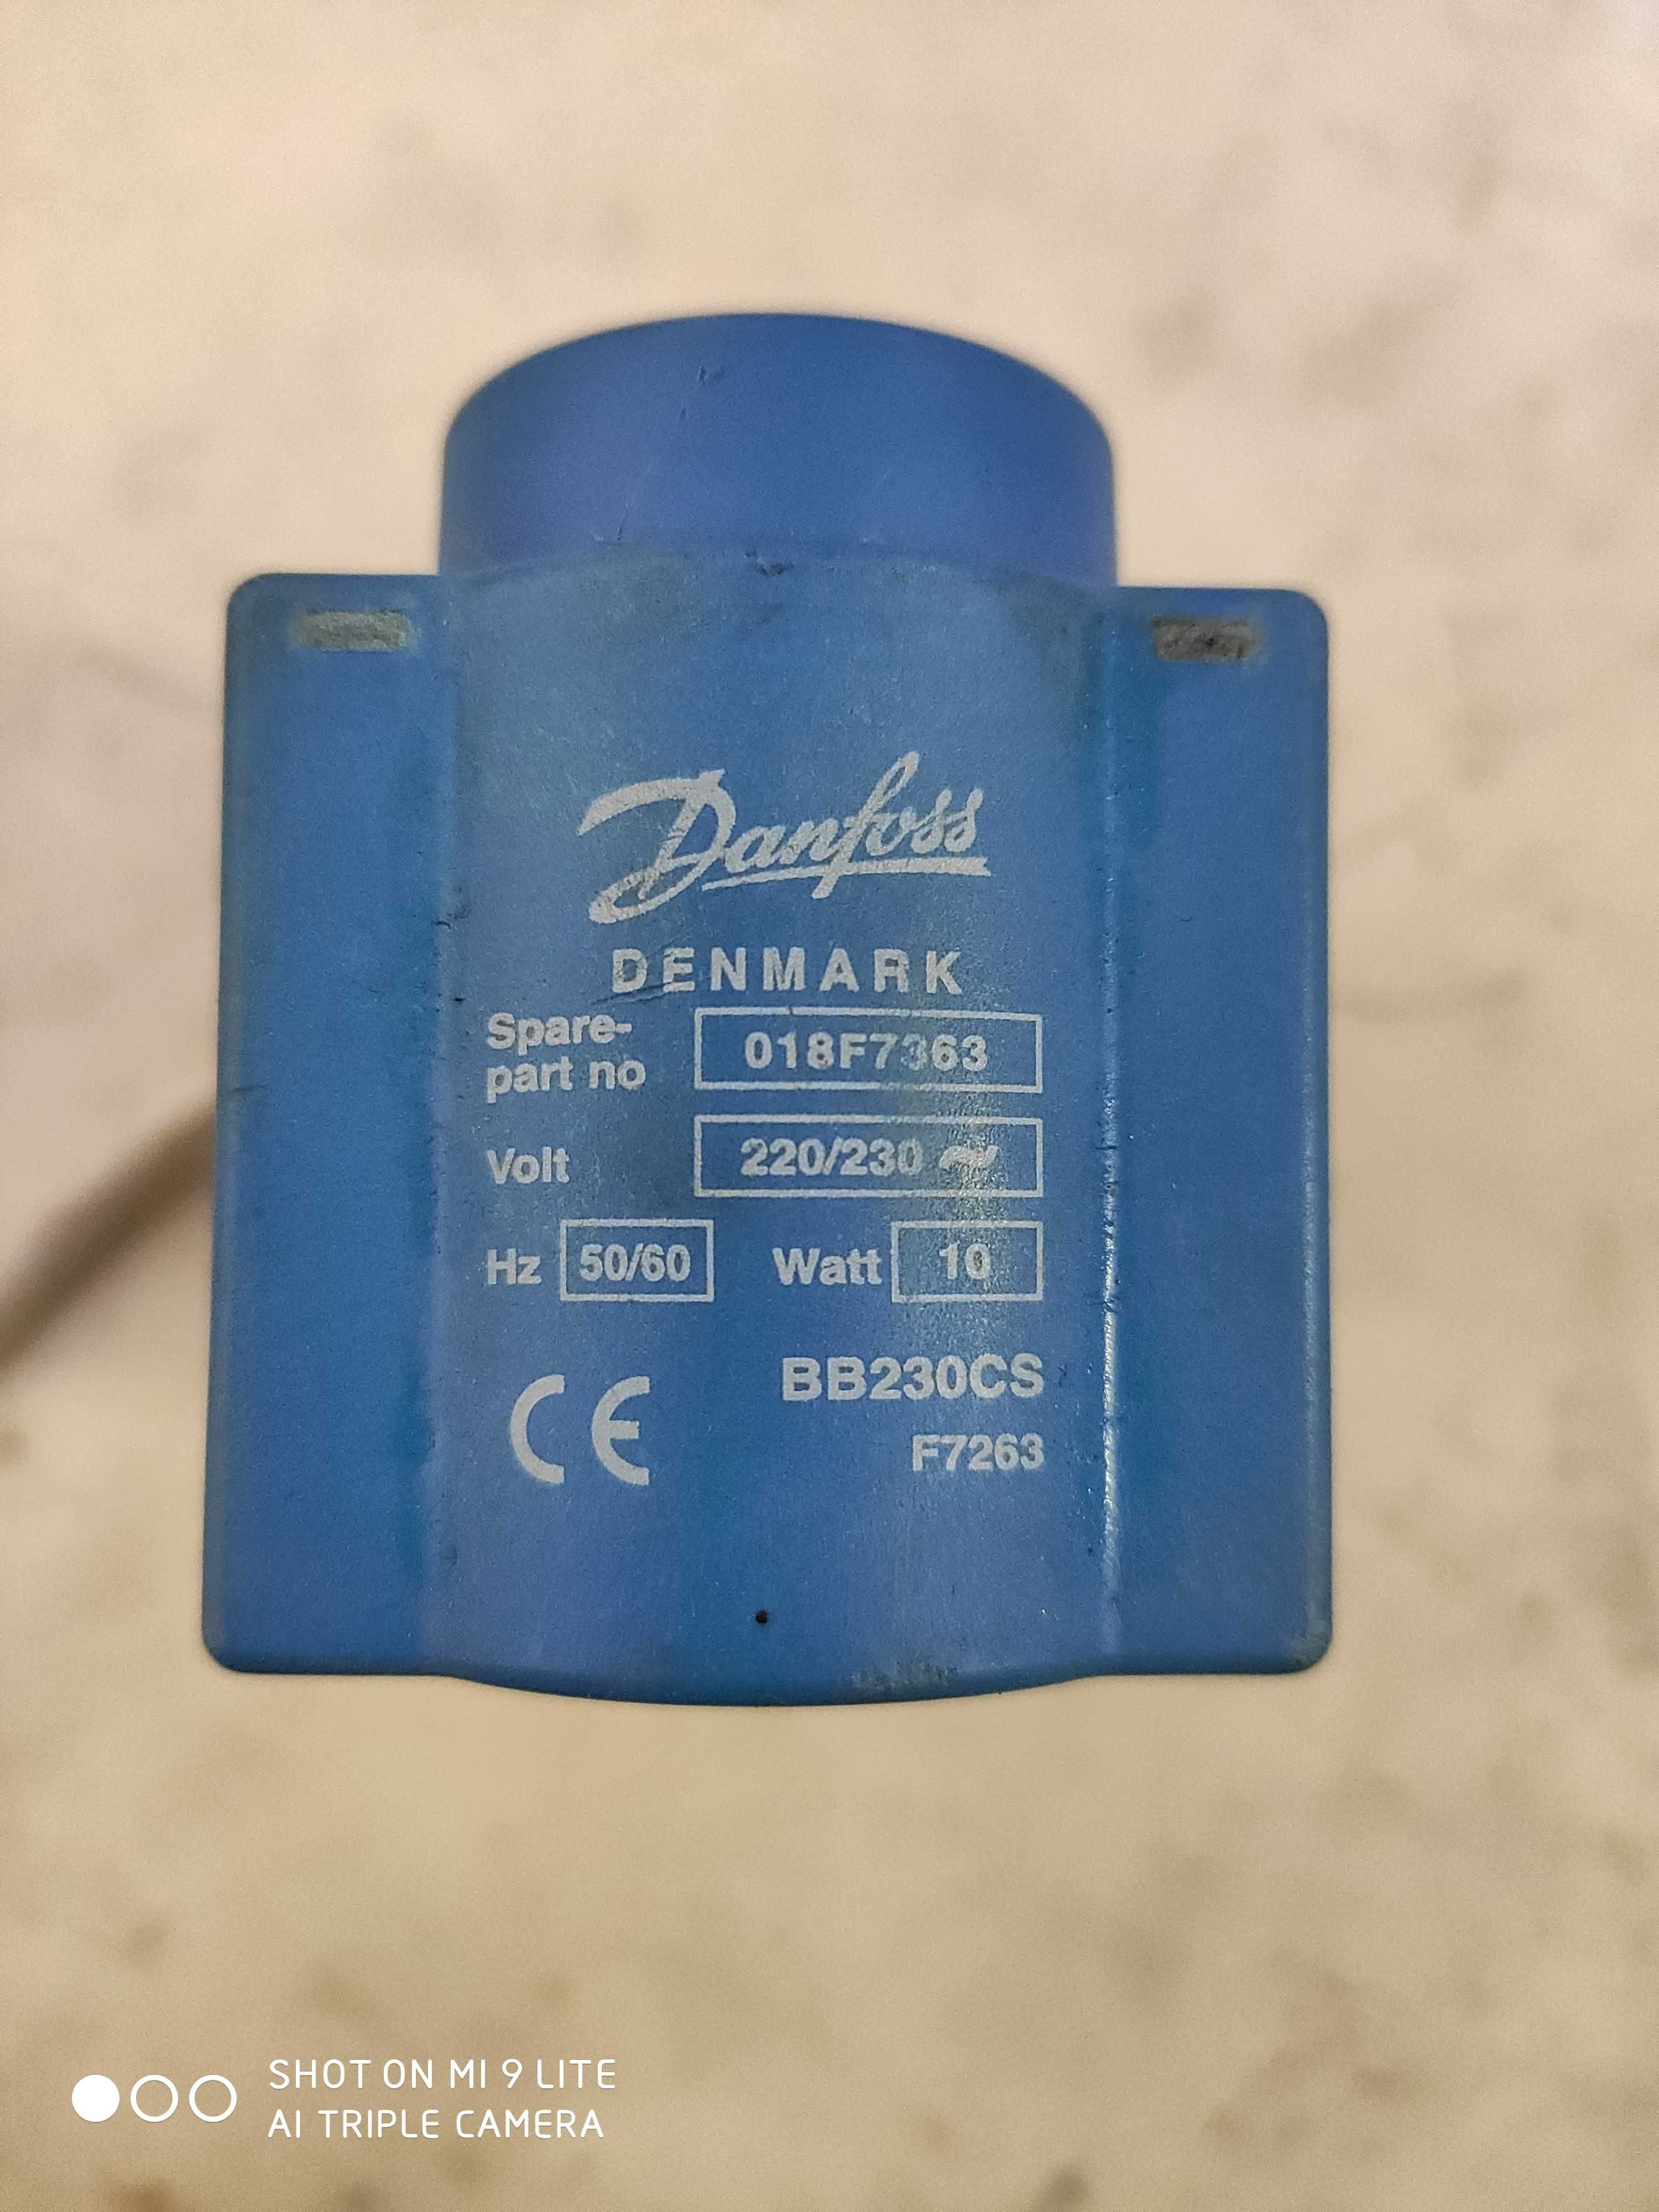 Danfoss
DENMARK
Spare-
part no 018F7363
Volt 220/230 ~
Hz 50/60 Watt 10
BB230CS
CE F7263
SHOT ON MI 9 LITE
AI TRIPLE CAMERA